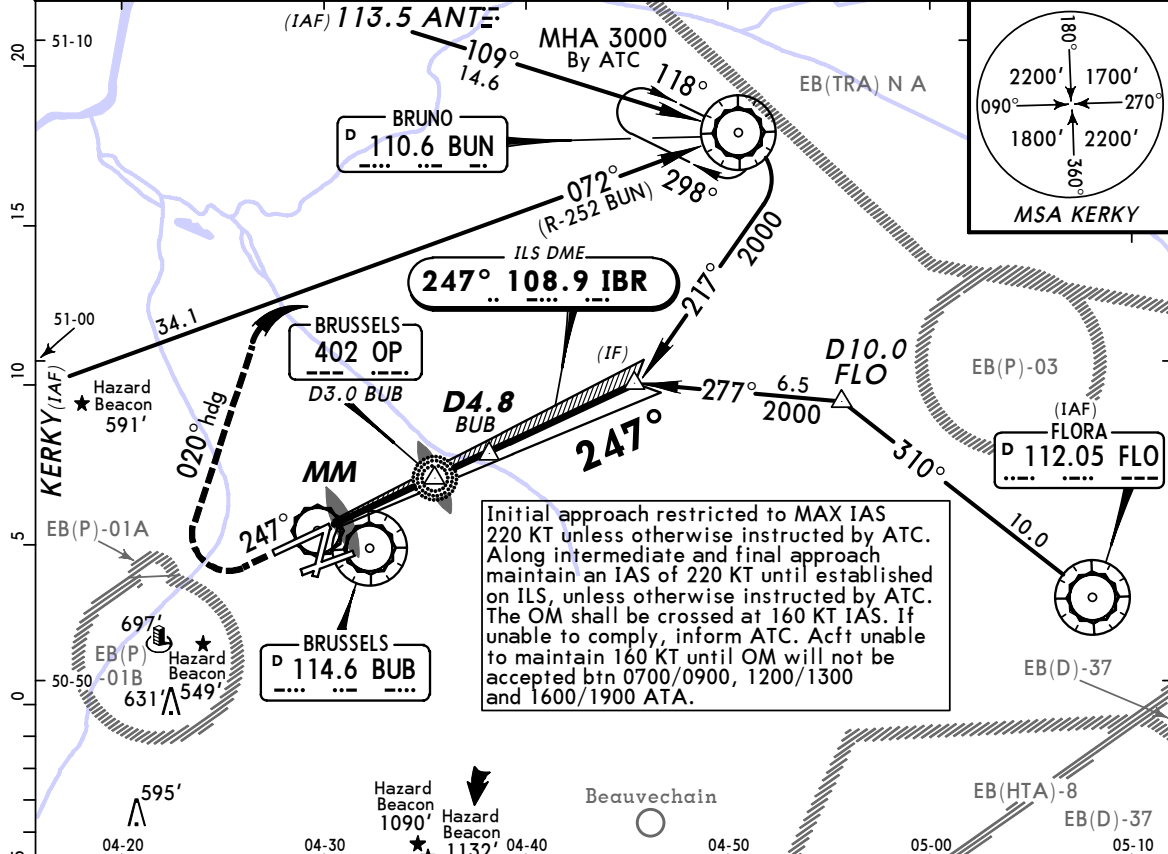 (IAF) 113.5 ANT
109°
14.6
MHA 3000
By ATC
118°
EB(TRA) N A
180°
2200' 1700'
090° 270°
1800' 2200'
360°
MSA KERKY
20
51-10
BRUNO
D 110.6 BUN
072°
(R-252 BUN)
298°
2000
217°
15
ILS DME
247° 108.9 IBR
34.1
51-00
BRUSSELS
402 OP
D3.0 BUB
(IF)
D10.0
FLO
277°
6.5
2000
EB(P)-03
10
KERKY (IAF)
Hazard
Beacon
591'
020° hdg
D4.8
BUB
247°
(IAF)
FLORA
D 112.05 FLO
310°
10.0
MM
247°
EB(P)-01A
5
Initial approach restricted to MAX IAS
220 KT unless otherwise instructed by ATC.
Along intermediate and final approach
maintain an IAS of 220 KT until established
on ILS, unless otherwise instructed by ATC.
The OM shall be crossed at 160 KT IAS. If
unable to comply, inform ATC. Acft unable
to maintain 160 KT until OM will not be
accepted btn 0700/0900, 1200/1300
and 1600/1900 ATA.
697'
EB(P)
-01B
Hazard
Beacon
549'
631'
BRUSSELS
D 114.6 BUB
50-50
0
EB(D)-37
595'
Hazard
Beacon
1090'
Hazard
Beacon
1132'
Beauvechain
EB(HTA)-8
EB(D)-37
04-20
04-30
04-40
04-50
05-00
05-10